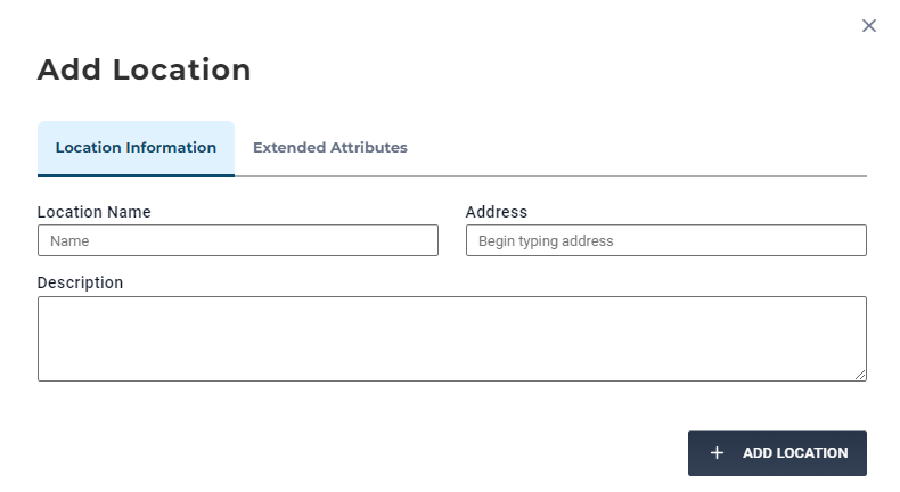 Add Location
Location Information
Extended Attributes
Location Name
Address
Name
Begin typing address
Description
ADD LOCATION